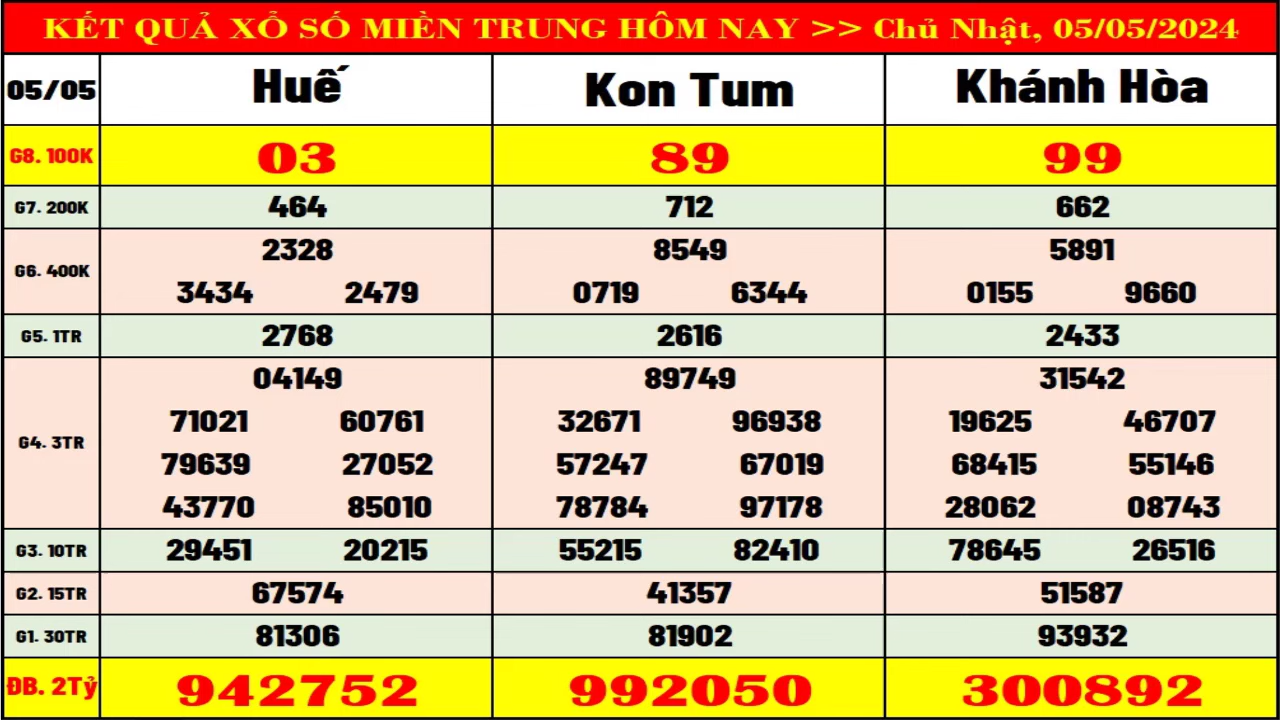 KẾT QUẢ XỔ SỐ MIỀN TRUNG HÔM NAY >> Chủ Nhật, 05/05/2024
05/05 Huế Kon Tum Khánh Hòa
G8. 100K 03 89 99
G7. 200K 464 712 662
2328 8549 5891
G6. 400K
3434 2479 0719 6344 0155 9660
G5. 1TR 2768 2616 2433
04149 89749 31542
71021 60761 32671 96938 19625 46707
G4. 3TR
79639 27052 57247 67019 68415 55146
43770 85010 78784 97178 28062 08743
G3. 10TR 29451 20215 55215 82410 78645 26516
G2. 15TR 67574 41357 51587
G1. 30TR 81306 81902 93932
ĐB. 2Tỷ 942752 992050 300892